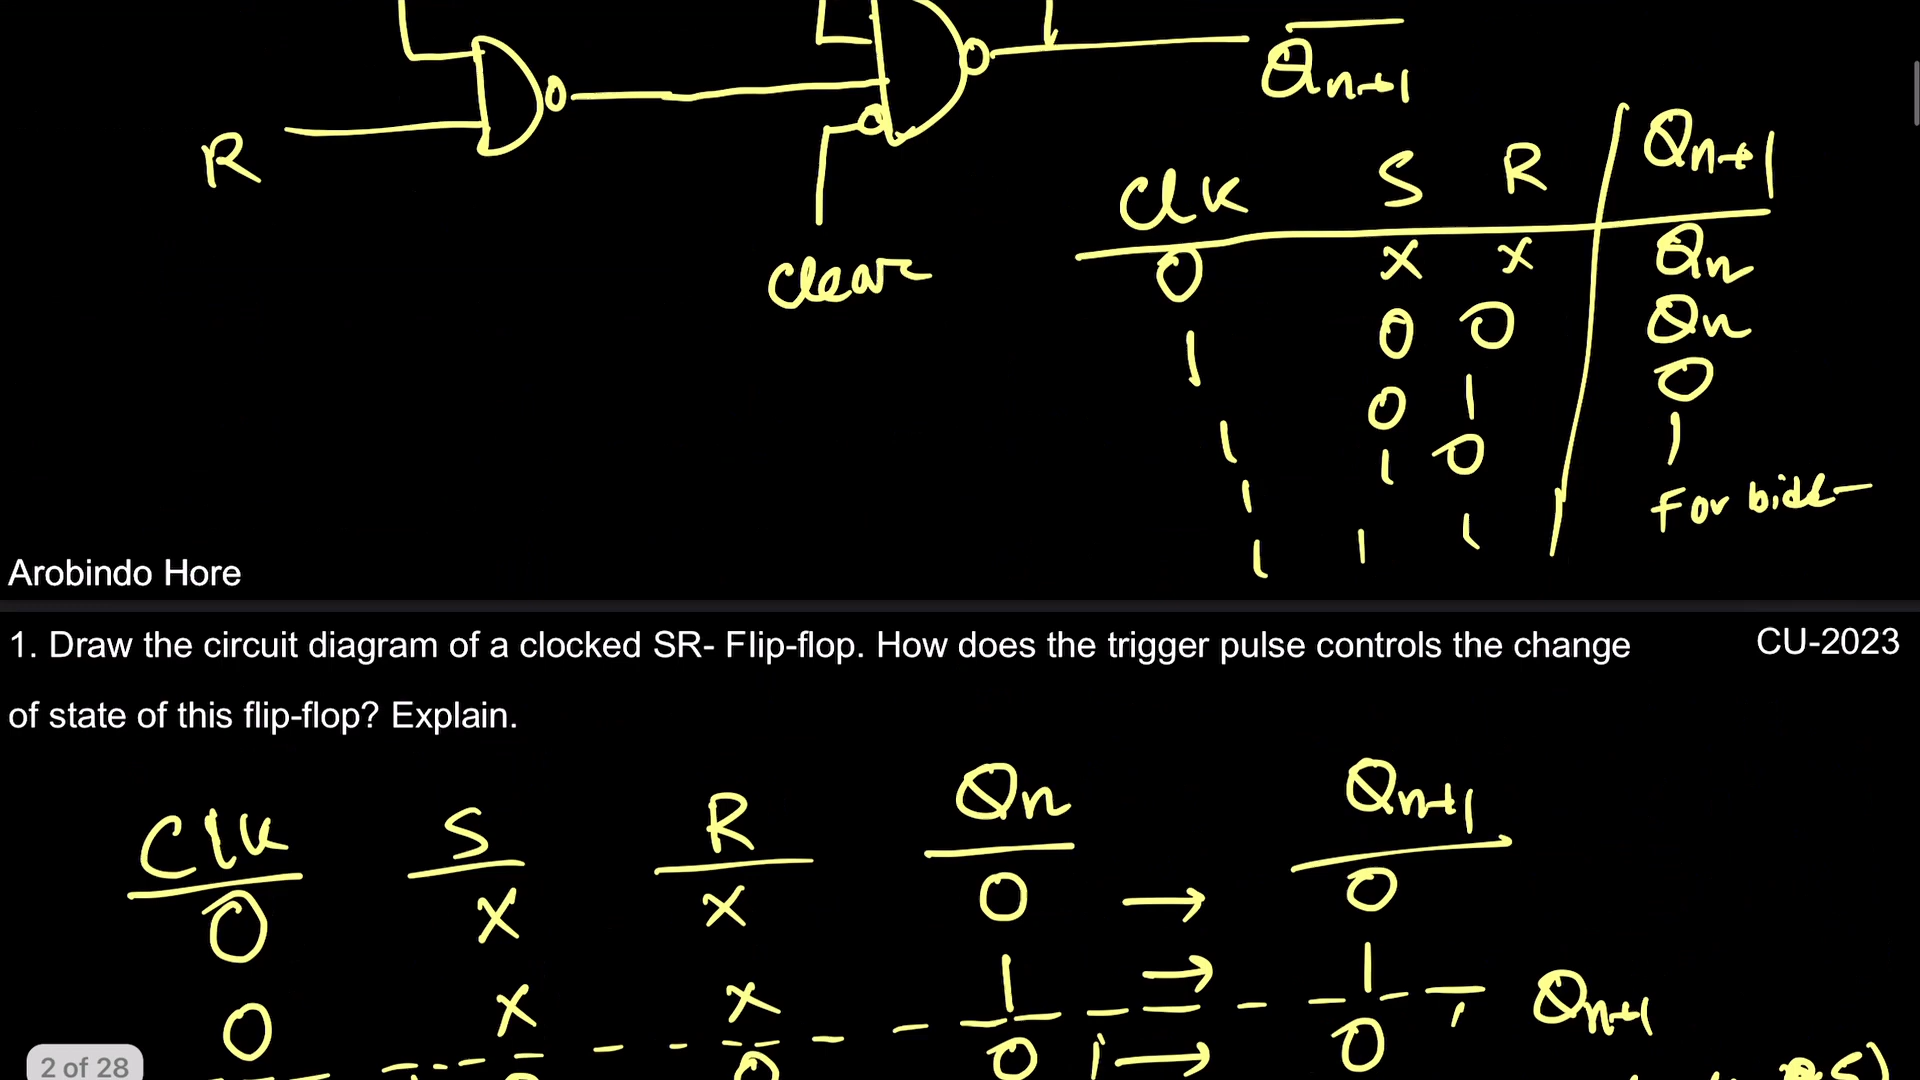 Qn+1
R
Clear
Clk S R Qn+1
0 x x Qn
1 0 0 Qn
1 0 1 0
1 1 0 1
1 1 1 For bidd
Arobindo Hore
1. Draw the circuit diagram of a clocked SR- Flip-flop. How does the trigger pulse controls the change CU-2023
of state of this flip-flop? Explain.
Clk S R Qn Qn+1
0 x x 0 → 0
0 x x 1 → 1
Qn+1
0 → 0
2 of 28